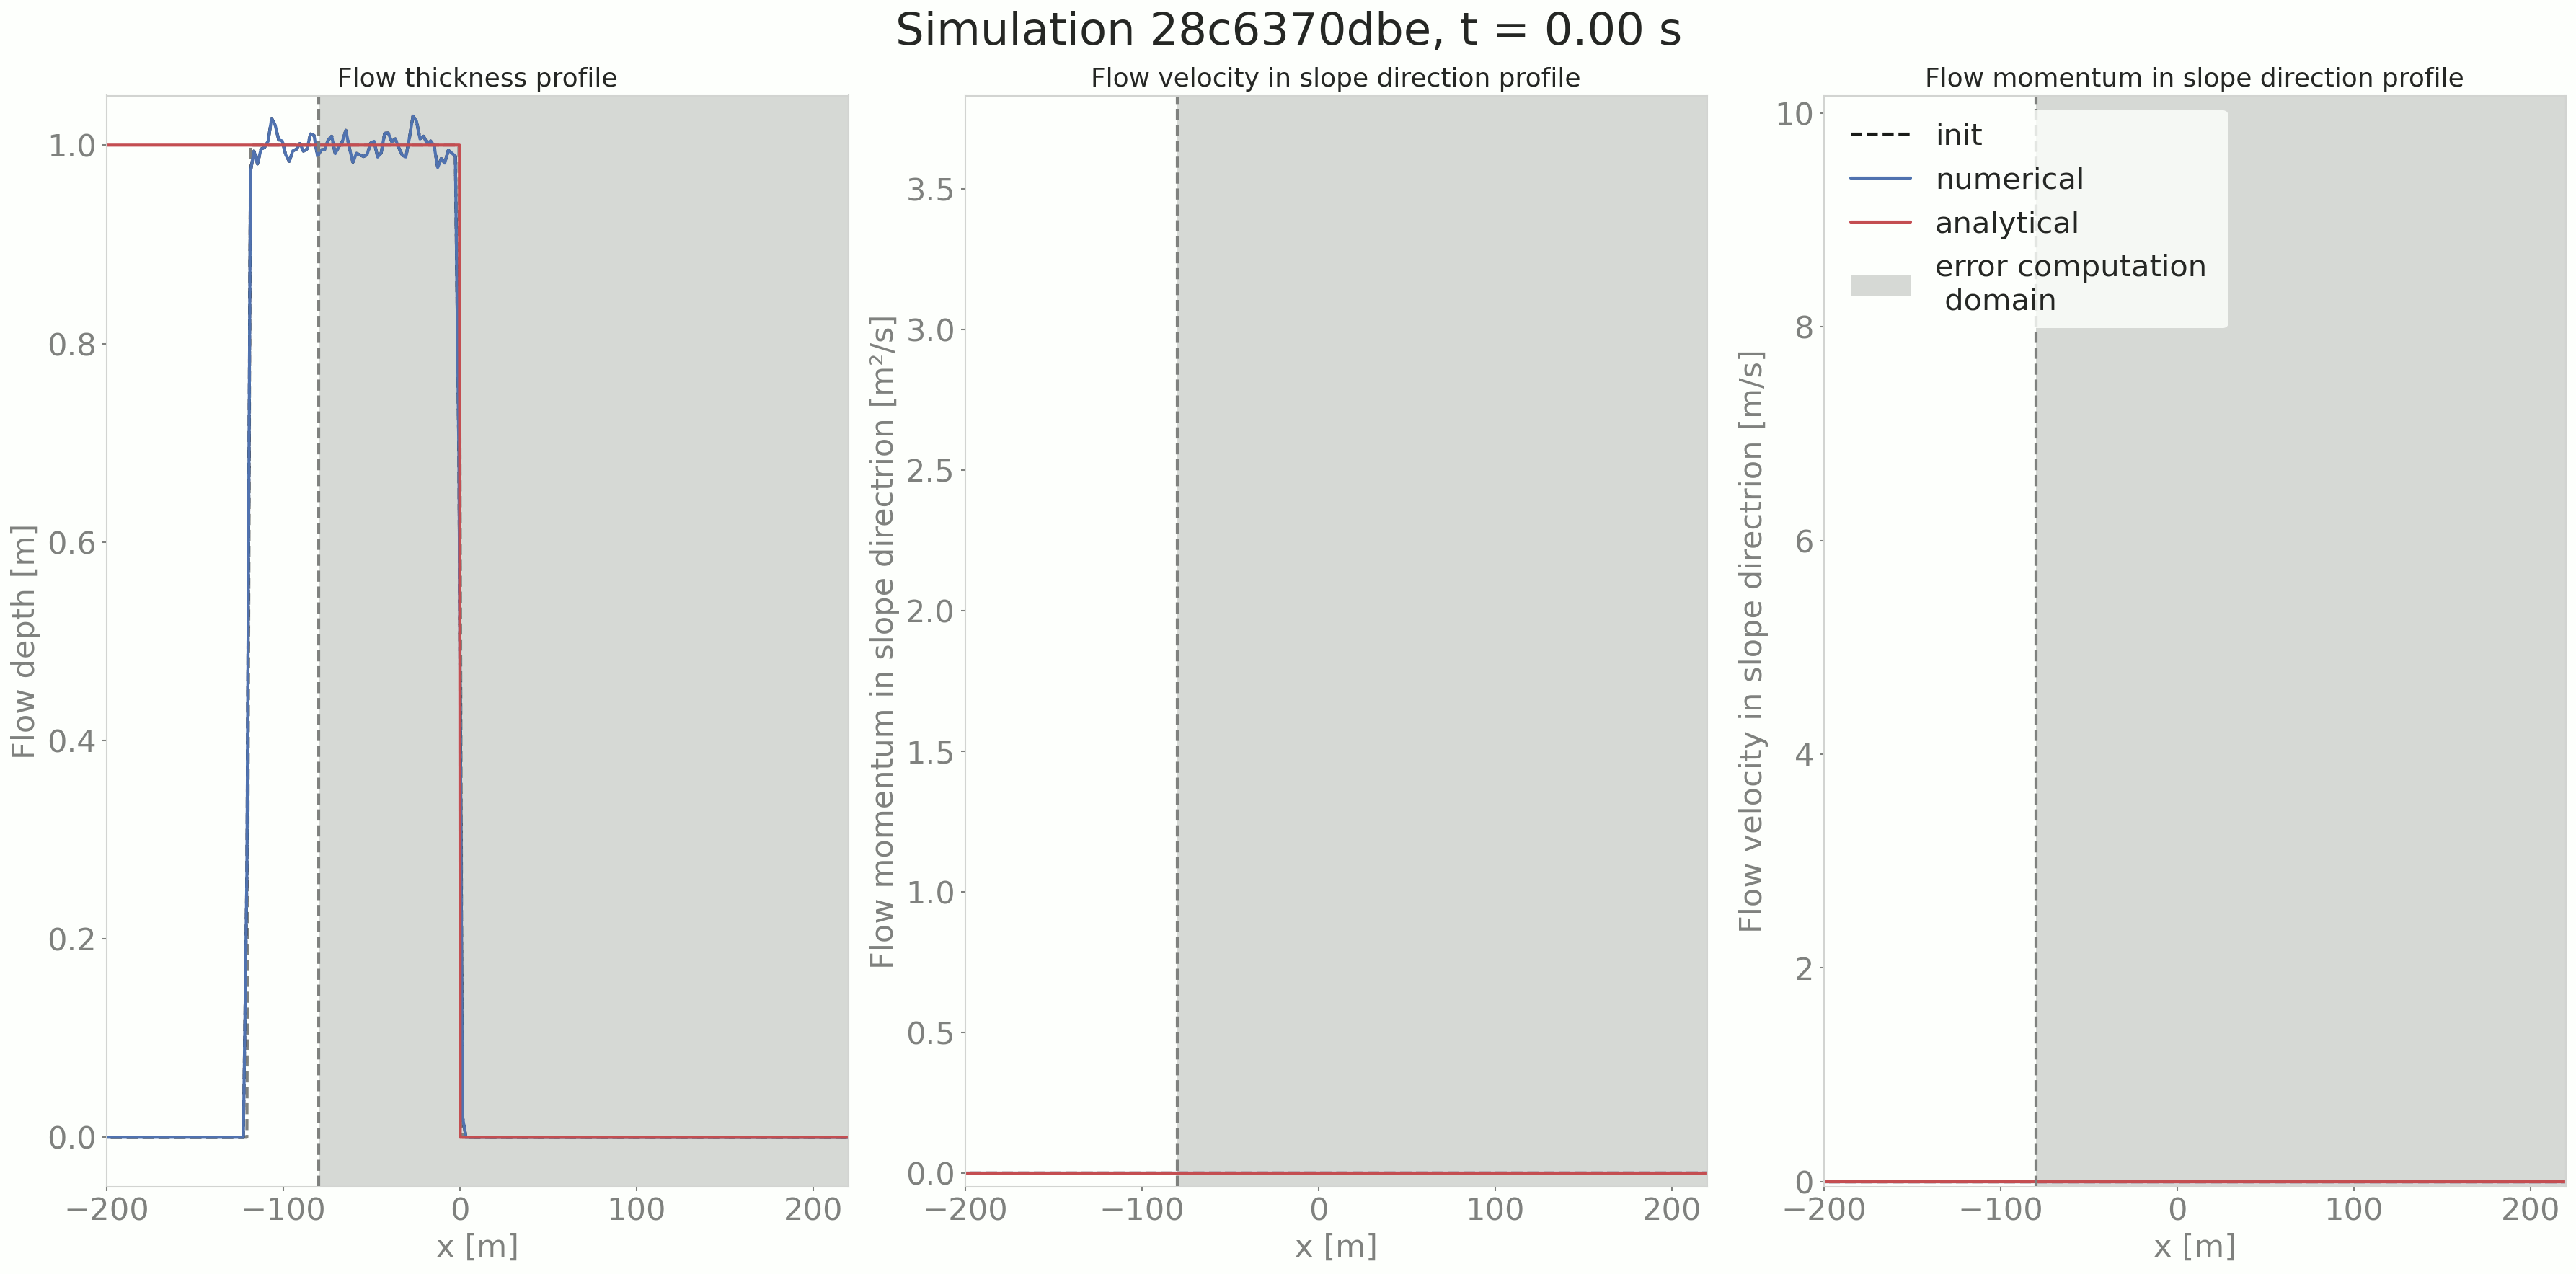 Simulation 28c6370dbe, t = 0.00 s
Flow thickness profile
Flow depth [m]
1.0
0.8
0.6
0.4
0.2
0.0
−200
−100
0
100
200
x [m]
Flow velocity in slope direction profile
Flow momentum in slope directrion [m²/s]
3.5
3.0
2.5
2.0
1.5
1.0
0.5
0.0
−200
−100
0
100
200
x [m]
Flow momentum in slope direction profile
Flow velocity in slope directrion [m/s]
10
8
6
4
2
0
−200
−100
0
100
200
x [m]
init
numerical
analytical
error computation
domain